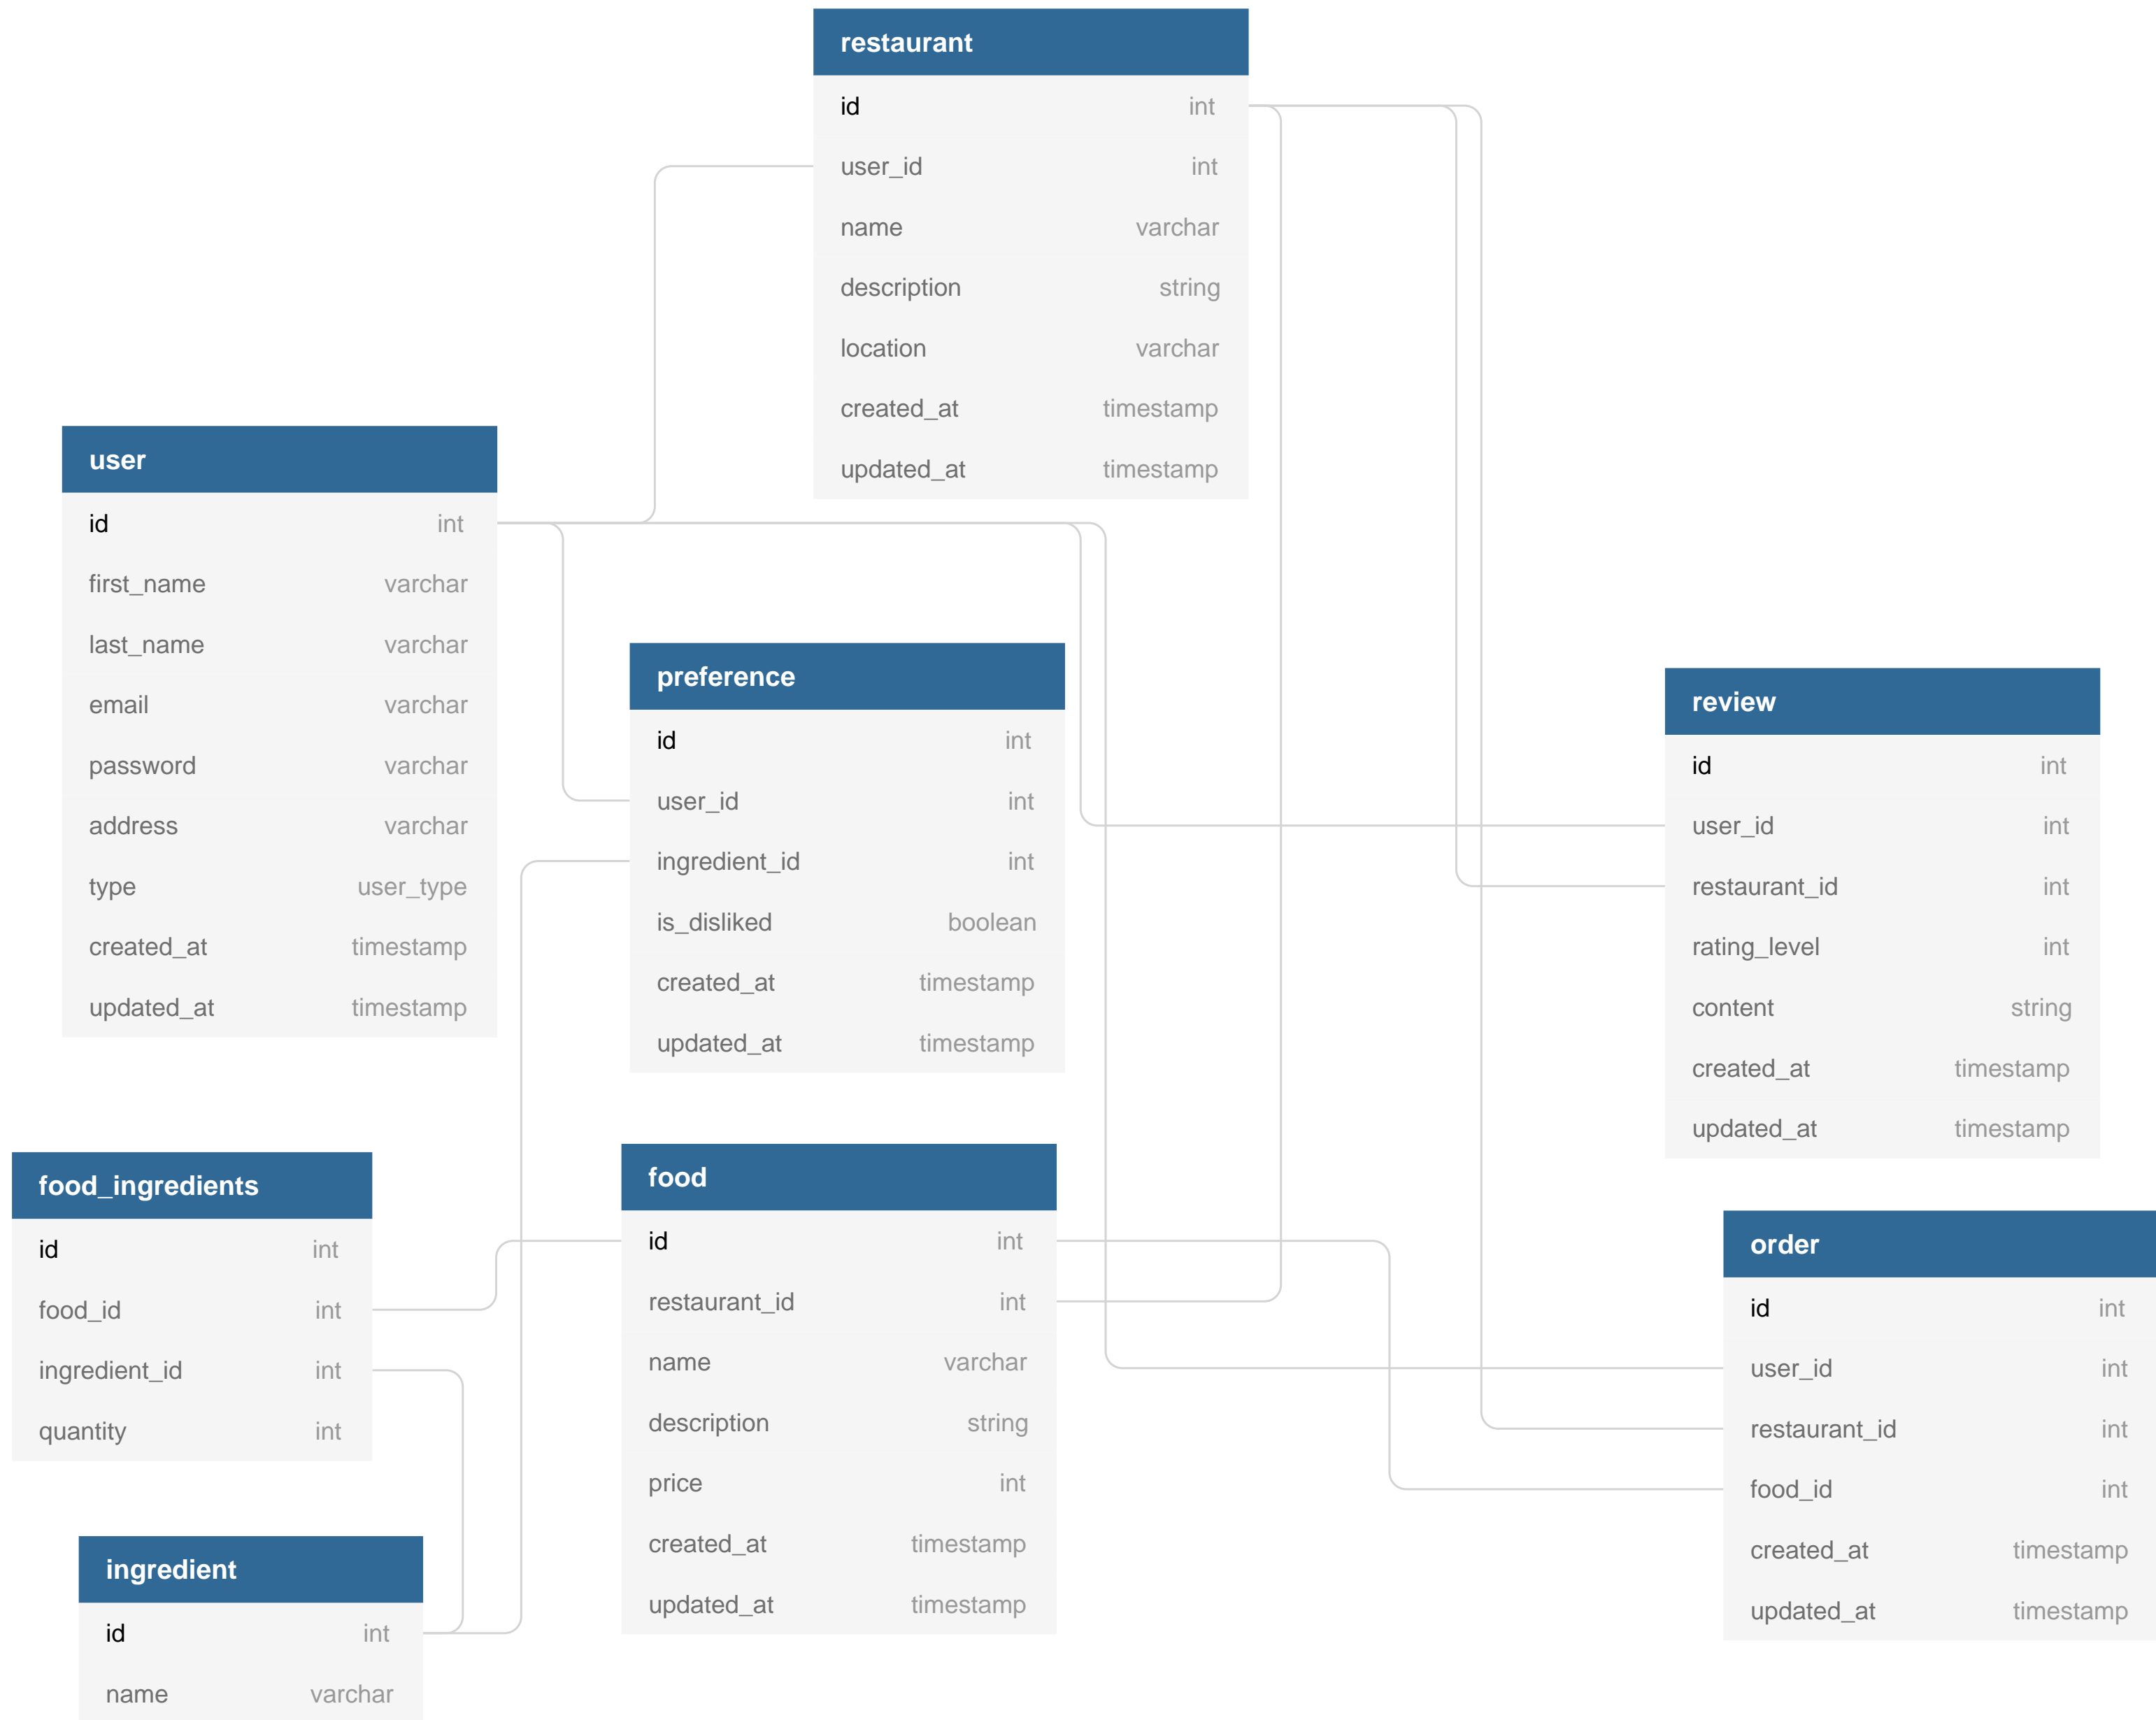 restaurant
id int
user_id int
name varchar
description string
location varchar
created_at timestamp
updated_at timestamp
user
id int
first_name varchar
last_name varchar
email varchar
password varchar
address varchar
type user_type
created_at timestamp
updated_at timestamp
preference
id int
user_id int
ingredient_id int
is_disliked boolean
created_at timestamp
updated_at timestamp
review
id int
user_id int
restaurant_id int
rating_level int
content string
created_at timestamp
updated_at timestamp
food_ingredients
id int
food_id int
ingredient_id int
quantity int
food
id int
restaurant_id int
name varchar
description string
price int
created_at timestamp
updated_at timestamp
order
id int
user_id int
restaurant_id int
food_id int
created_at timestamp
updated_at timestamp
ingredient
id int
name varchar